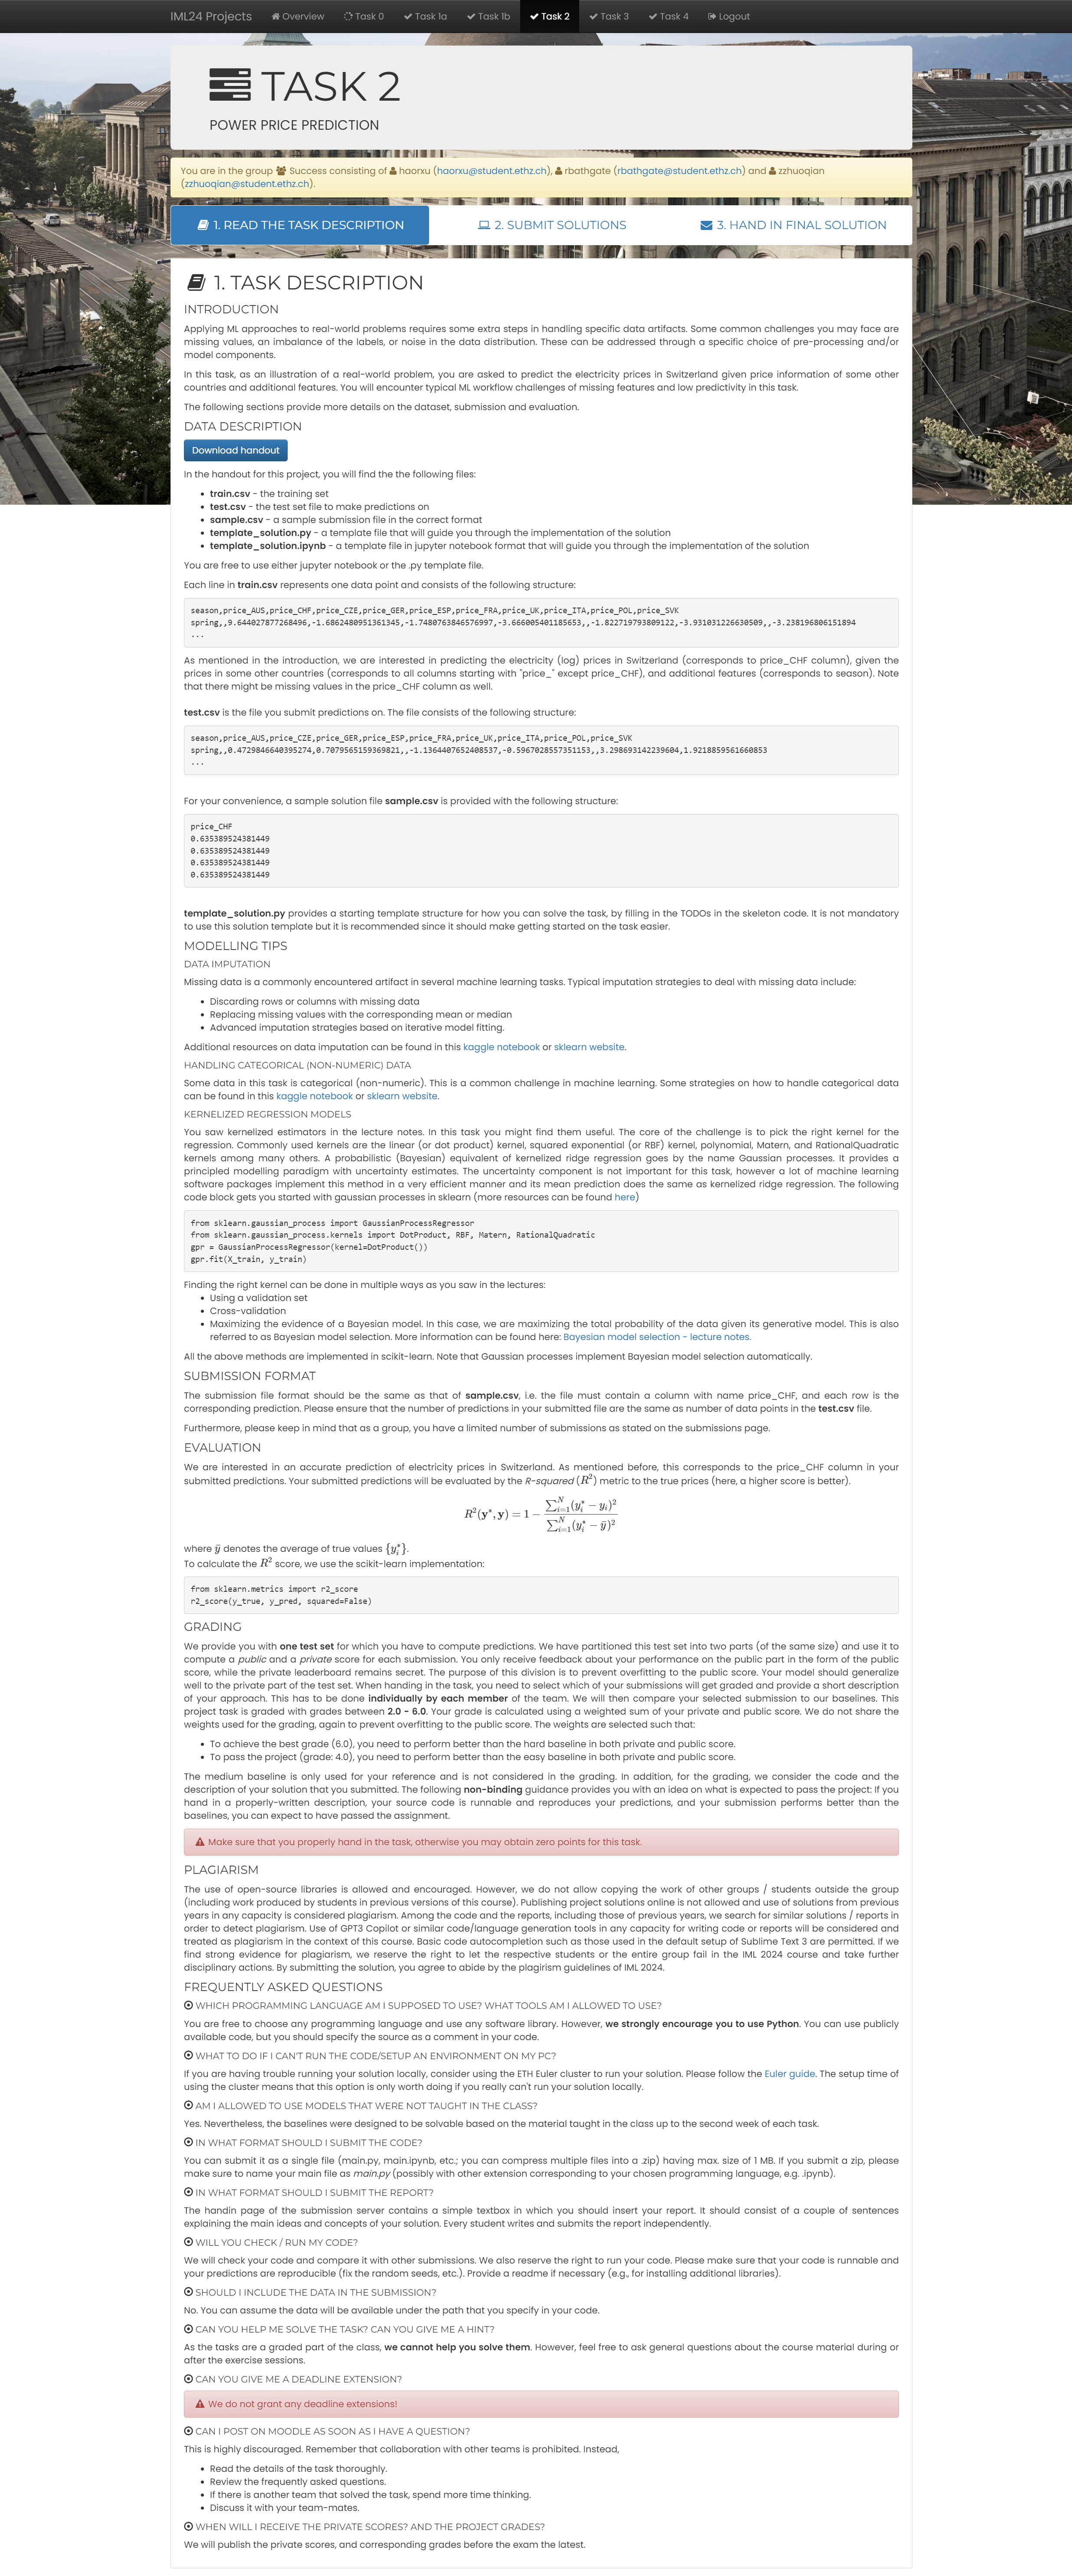 IML24 Projects Overview Task 0 Task 1a Task 1b Task 2 Task 3 Task 4 Logout
TASK 2
POWER PRICE PREDICTION
You are in the group Success consisting of haorxu (haorxu@student.ethz.ch), rbathgate (rbathgate@student.ethz.ch) and zzhuoqian
(zzhuoqian@student.ethz.ch).
1. READ THE TASK DESCRIPTION 2. SUBMIT SOLUTIONS 3. HAND IN FINAL SOLUTION
1. TASK DESCRIPTION
INTRODUCTION
Applying ML approaches to real-world problems requires some extra steps in handling specific data artifacts. Some common challenges you may face are
missing values, an imbalance of the labels, or noise in the data distribution. These can be addressed through a specific choice of pre-processing and/or
model components.
In this task, as an illustration of a real-world problem, you are asked to predict the electricity prices in Switzerland given price information of some other
countries and additional features. You will encounter typical ML workflow challenges of missing features and low predictivity in this task.
The following sections provide more details on the dataset, submission and evaluation.
DATA DESCRIPTION
Download handout
In the handout for this project, you will find the the following files:
• train.csv - the training set
• test.csv - the test set file to make predictions on
• sample.csv - a sample submission file in the correct format
• template_solution.py - a template file that will guide you through the implementation of the solution
• template_solution.ipynb - a template file in jupyter notebook format that will guide you through the implementation of the solution
You are free to use either jupyter notebook or the .py template file.
Each line in train.csv represents one data point and consists of the following structure:
season,price_AUS,price_CHF,price_CZE,price_GER,price_ESP,price_FRA,price_UK,price_ITA,price_POL,price_SVK
spring,,9.644027877268496,-1.6862480951361345,-1.7480763846576997,-3.666005401185653,,-1.822719793809122,-3.931031226630509,,-3.238196806151894
...
As mentioned in the introduction, we are interested in predicting the electricity (log) prices in Switzerland (corresponds to price_CHF column), given the
prices in some other countries (corresponds to all columns starting with "price_" except price_CHF), and additional features (corresponds to season). Note
that there might be missing values in the price_CHF column as well.
test.csv is the file you submit predictions on. The file consists of the following structure:
season,price_AUS,price_CZE,price_GER,price_ESP,price_FRA,price_UK,price_ITA,price_POL,price_SVK
spring,,0.4729846640395274,0.7079565159369821,,-1.1364407652408537,-0.5967028557351153,,3.298693142239604,1.9218859561660853
...
For your convenience, a sample solution file sample.csv is provided with the following structure:
price_CHF
0.635389524381449
0.635389524381449
0.635389524381449
0.635389524381449
template_solution.py provides a starting template structure for how you can solve the task, by filling in the TODOs in the skeleton code. It is not mandatory
to use this solution template but it is recommended since it should make getting started on the task easier.
MODELLING TIPS
DATA IMPUTATION
Missing data is a commonly encountered artifact in several machine learning tasks. Typical imputation strategies to deal with missing data include:
• Discarding rows or columns with missing data
• Replacing missing values with the corresponding mean or median
• Advanced imputation strategies based on iterative model fitting.
Additional resources on data imputation can be found in this kaggle notebook or sklearn website.
HANDLING CATEGORICAL (NON-NUMERIC) DATA
Some data in this task is categorical (non-numeric). This is a common challenge in machine learning. Some strategies on how to handle categorical data
can be found in this kaggle notebook or sklearn website.
KERNELIZED REGRESSION MODELS
You saw kernelized estimators in the lecture notes. In this task you might find them useful. The core of the challenge is to pick the right kernel for the
regression. Commonly used kernels are the linear (or dot product) kernel, squared exponential (or RBF) kernel, polynomial, Matern, and RationalQuadratic
kernels among many others. A probabilistic (Bayesian) equivalent of kernelized ridge regression goes by the name Gaussian processes. It provides a
principled modelling paradigm with uncertainty estimates. The uncertainty component is not important for this task, however a lot of machine learning
software packages implement this method in a very efficient manner and its mean prediction does the same as kernelized ridge regression. The following
code block gets you started with gaussian processes in sklearn (more resources can be found here)
from sklearn.gaussian_process import GaussianProcessRegressor
from sklearn.gaussian_process.kernels import DotProduct, RBF, Matern, RationalQuadratic
gpr = GaussianProcessRegressor(kernel=DotProduct())
gpr.fit(X_train, y_train)
Finding the right kernel can be done in multiple ways as you saw in the lectures:
• Using a validation set
• Cross-validation
• Maximizing the evidence of a Bayesian model. In this case, we are maximizing the total probability of the data given its generative model. This is also
referred to as Bayesian model selection. More information can be found here: Bayesian model selection - lecture notes.
All the above methods are implemented in scikit-learn. Note that Gaussian processes implement Bayesian model selection automatically.
SUBMISSION FORMAT
The submission file format should be the same as that of sample.csv, i.e. the file must contain a column with name price_CHF, and each row is the
corresponding prediction. Please ensure that the number of predictions in your submitted file are the same as number of data points in the test.csv file.
Furthermore, please keep in mind that as a group, you have a limited number of submissions as stated on the submissions page.
EVALUATION
We are interested in an accurate prediction of electricity prices in Switzerland. As mentioned before, this corresponds to the price_CHF column in your
submitted predictions. Your submitted predictions will be evaluated by the R-squared (R²) metric to the true prices (here, a higher score is better).
R²(y*, y) = 1 − ∑ᵢ₌₁ᴺ(yᵢ* − yᵢ)² / ∑ᵢ₌₁ᴺ(yᵢ* − ȳ)²
where ȳ denotes the average of true values {yᵢ*}.
To calculate the R² score, we use the scikit-learn implementation:
from sklearn.metrics import r2_score
r2_score(y_true, y_pred, squared=False)
GRADING
We provide you with one test set for which you have to compute predictions. We have partitioned this test set into two parts (of the same size) and use it to
compute a public and a private score for each submission. You only receive feedback about your performance on the public part in the form of the public
score, while the private leaderboard remains secret. The purpose of this division is to prevent overfitting to the public score. Your model should generalize
well to the private part of the test set. When handing in the task, you need to select which of your submissions will get graded and provide a short description
of your approach. This has to be done individually by each member of the team. We will then compare your selected submission to our baselines. This
project task is graded with grades between 2.0 - 6.0. Your grade is calculated using a weighted sum of your private and public score. We do not share the
weights used for the grading, again to prevent overfitting to the public score. The weights are selected such that:
• To achieve the best grade (6.0), you need to perform better than the hard baseline in both private and public score.
• To pass the project (grade: 4.0), you need to perform better than the easy baseline in both private and public score.
The medium baseline is only used for your reference and is not considered in the grading. In addition, for the grading, we consider the code and the
description of your solution that you submitted. The following non-binding guidance provides you with an idea on what is expected to pass the project: If you
hand in a properly-written description, your source code is runnable and reproduces your predictions, and your submission performs better than the
baselines, you can expect to have passed the assignment.
Make sure that you properly hand in the task, otherwise you may obtain zero points for this task.
PLAGIARISM
The use of open-source libraries is allowed and encouraged. However, we do not allow copying the work of other groups / students outside the group
(including work produced by students in previous versions of this course). Publishing project solutions online is not allowed and use of solutions from previous
years in any capacity is considered plagiarism. Among the code and the reports, including those of previous years, we search for similar solutions / reports in
order to detect plagiarism. Use of GPT3 Copilot or similar code/language generation tools in any capacity for writing code or reports will be considered and
treated as plagiarism in the context of this course. Basic code autocompletion such as those used in the default setup of Sublime Text 3 are permitted. If we
find strong evidence for plagiarism, we reserve the right to let the respective students or the entire group fail in the IML 2024 course and take further
disciplinary actions. By submitting the solution, you agree to abide by the plagirism guidelines of IML 2024.
FREQUENTLY ASKED QUESTIONS
WHICH PROGRAMMING LANGUAGE AM I SUPPOSED TO USE? WHAT TOOLS AM I ALLOWED TO USE?
You are free to choose any programming language and use any software library. However, we strongly encourage you to use Python. You can use publicly
available code, but you should specify the source as a comment in your code.
WHAT TO DO IF I CAN'T RUN THE CODE/SETUP AN ENVIRONMENT ON MY PC?
If you are having trouble running your solution locally, consider using the ETH Euler cluster to run your solution. Please follow the Euler guide. The setup time of
using the cluster means that this option is only worth doing if you really can't run your solution locally.
AM I ALLOWED TO USE MODELS THAT WERE NOT TAUGHT IN THE CLASS?
Yes. Nevertheless, the baselines were designed to be solvable based on the material taught in the class up to the second week of each task.
IN WHAT FORMAT SHOULD I SUBMIT THE CODE?
You can submit it as a single file (main.py, main.ipynb, etc.; you can compress multiple files into a .zip) having max. size of 1 MB. If you submit a zip, please
make sure to name your main file as main.py (possibly with other extension corresponding to your chosen programming language, e.g. .ipynb).
IN WHAT FORMAT SHOULD I SUBMIT THE REPORT?
The handin page of the submission server contains a simple textbox in which you should insert your report. It should consist of a couple of sentences
explaining the main ideas and concepts of your solution. Every student writes and submits the report independently.
WILL YOU CHECK / RUN MY CODE?
We will check your code and compare it with other submissions. We also reserve the right to run your code. Please make sure that your code is runnable and
your predictions are reproducible (fix the random seeds, etc.). Provide a readme if necessary (e.g., for installing additional libraries).
SHOULD I INCLUDE THE DATA IN THE SUBMISSION?
No. You can assume the data will be available under the path that you specify in your code.
CAN YOU HELP ME SOLVE THE TASK? CAN YOU GIVE ME A HINT?
As the tasks are a graded part of the class, we cannot help you solve them. However, feel free to ask general questions about the course material during or
after the exercise sessions.
CAN YOU GIVE ME A DEADLINE EXTENSION?
We do not grant any deadline extensions!
CAN I POST ON MOODLE AS SOON AS I HAVE A QUESTION?
This is highly discouraged. Remember that collaboration with other teams is prohibited. Instead,
• Read the details of the task thoroughly.
• Review the frequently asked questions.
• If there is another team that solved the task, spend more time thinking.
• Discuss it with your team-mates.
WHEN WILL I RECEIVE THE PRIVATE SCORES? AND THE PROJECT GRADES?
We will publish the private scores, and corresponding grades before the exam the latest.